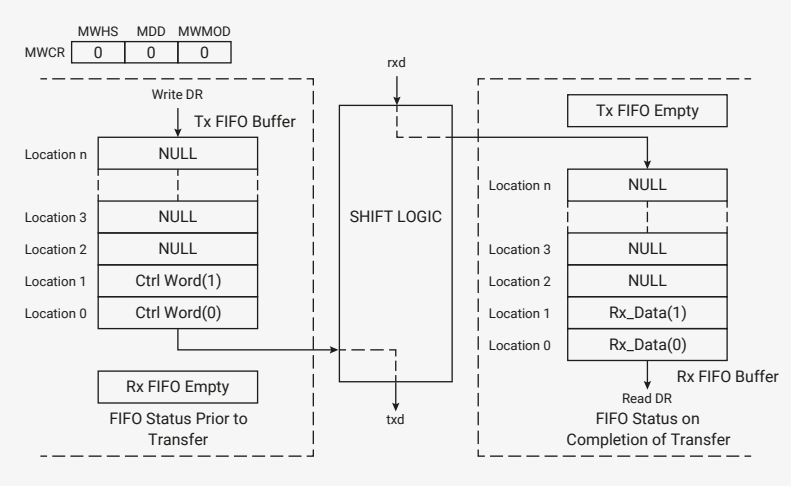 MWHS MDD MWMOD
MWCR 0 0 0
rxd
Write DR
Tx FIFO Buffer
Location n NULL
Location 3 NULL
Location 2 NULL
Location 1 Ctrl Word(1)
Location 0 Ctrl Word(0)
Rx FIFO Empty
FIFO Status Prior to
Transfer
SHIFT LOGIC
txd
Tx FIFO Empty
Location n NULL
Location 3 NULL
Location 2 NULL
Location 1 Rx_Data(1)
Location 0 Rx_Data(0)
Rx FIFO Buffer
Read DR
FIFO Status on
Completion of Transfer